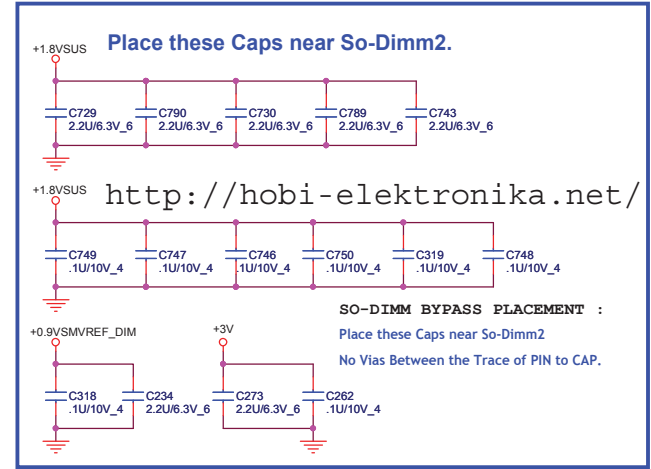 Place these Caps near So-Dimm2.
+1.8VSUS
C729 C790 C730 C789 C743
2.2U/6.3V_6 2.2U/6.3V_6 2.2U/6.3V_6 2.2U/6.3V_6 2.2U/6.3V_6
+1.8VSUS
http://hobi-elektronika.net/
C749 C747 C746 C750 C319 C748
.1U/10V_4 .1U/10V_4 .1U/10V_4 .1U/10V_4 .1U/10V_4 .1U/10V_4
SO-DIMM BYPASS PLACEMENT :
Place these Caps near So-Dimm2
No Vias Between the Trace of PIN to CAP.
+0.9VSMVREF_DIM +3V
C318 C234 C273 C262
.1U/10V_4 2.2U/6.3V_6 2.2U/6.3V_6 .1U/10V_4